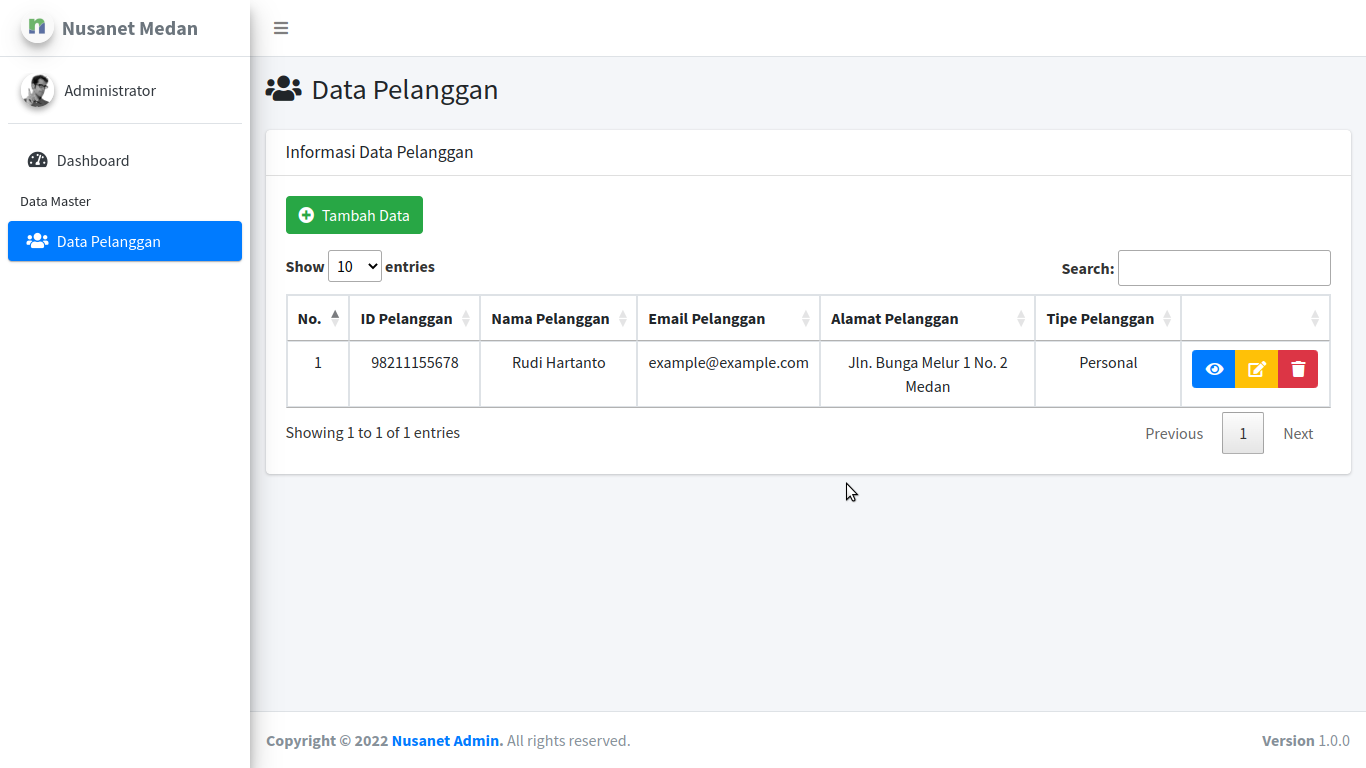 Nusanet Medan
Administrator
Dashboard
Data Master
Data Pelanggan
Data Pelanggan
Informasi Data Pelanggan
Tambah Data
Show 10 entries
Search:
No. ID Pelanggan Nama Pelanggan Email Pelanggan Alamat Pelanggan Tipe Pelanggan
1 98211155678 Rudi Hartanto example@example.com Jln. Bunga Melur 1 No. 2 Personal
Medan
Showing 1 to 1 of 1 entries
Previous 1 Next
Copyright © 2022 Nusanet Admin. All rights reserved.
Version 1.0.0